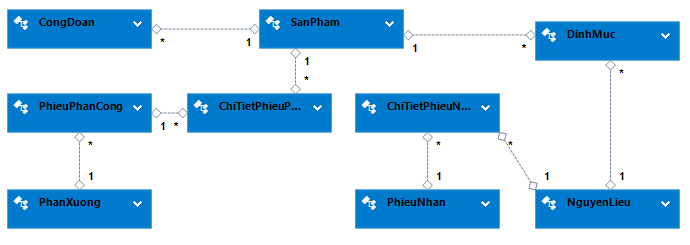 CongDoan
SanPham
DinhMuc
*
1
1
*
1
*
*
PhieuPhanCong
ChiTietPhieuP...
ChiTietPhieuN...
1
*
*
*
*
1
1
1
1
PhanXuong
PhieuNhan
NguyenLieu